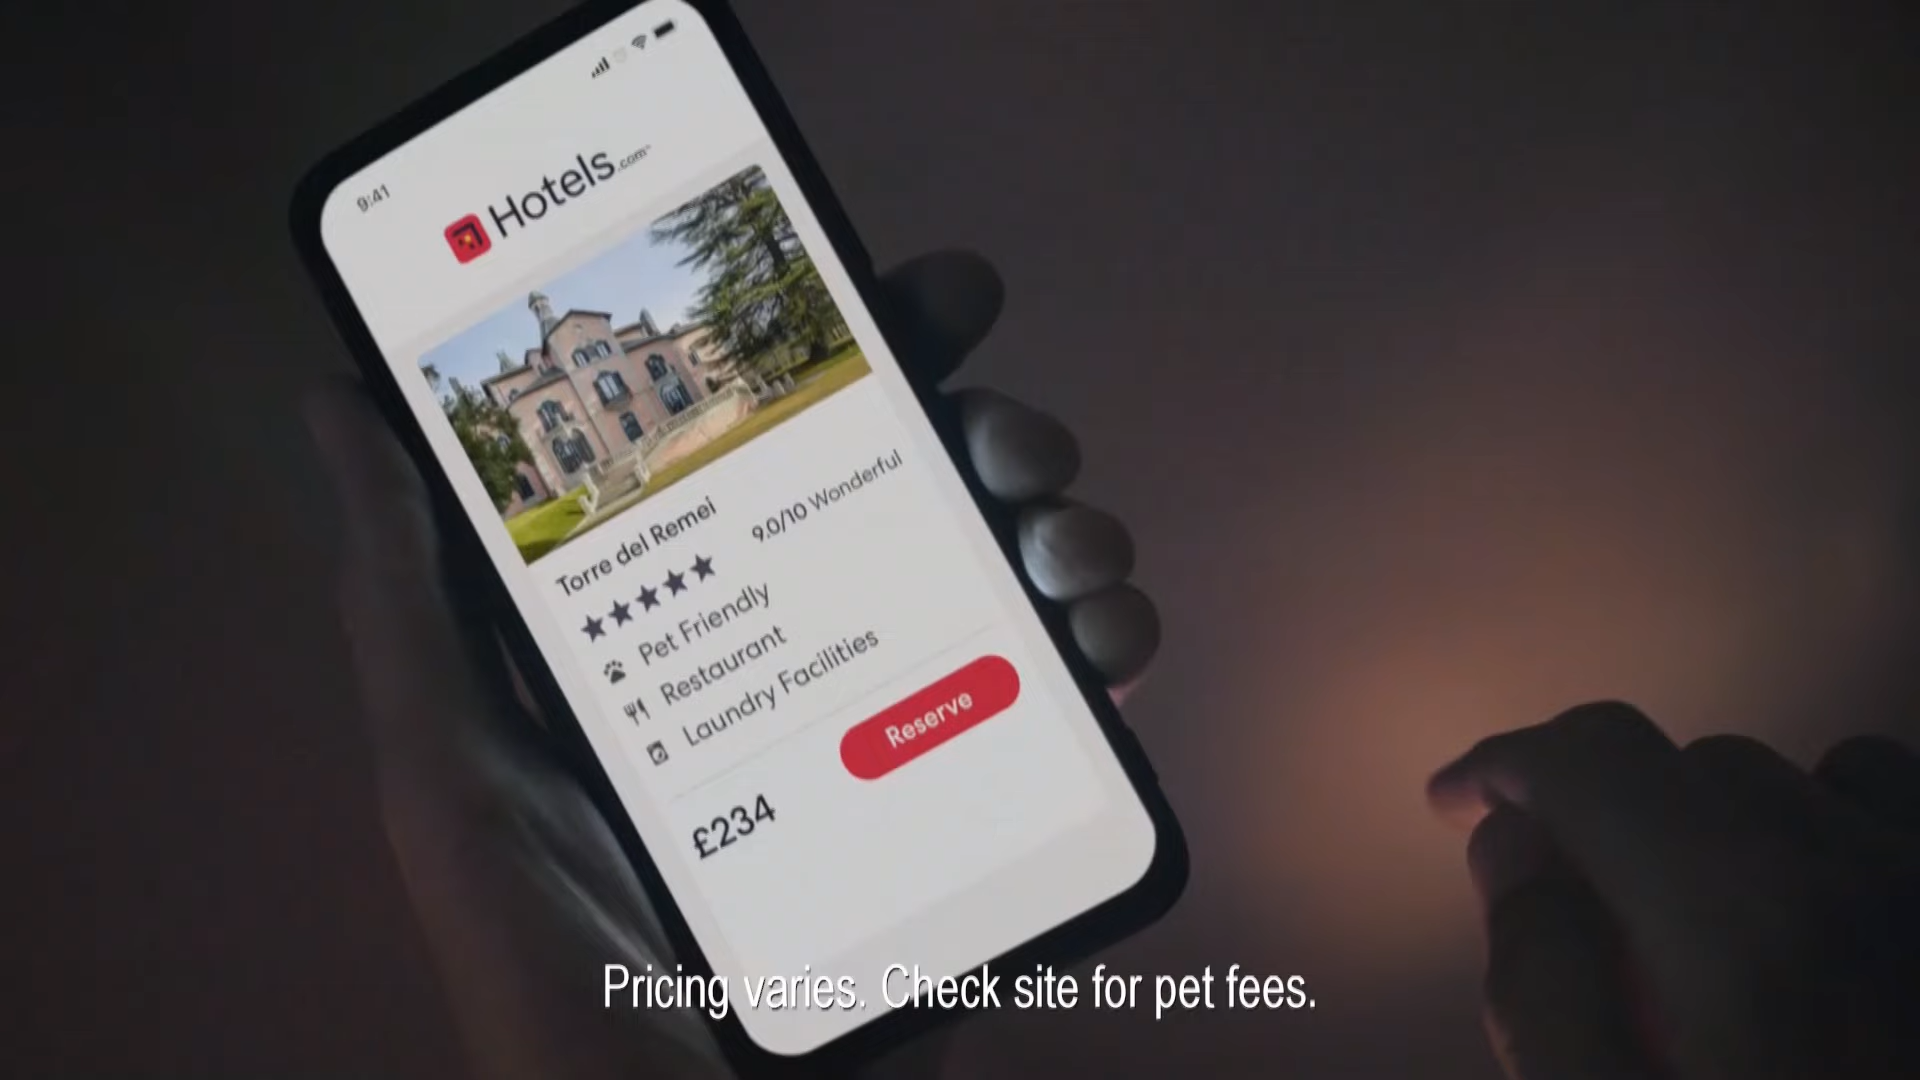 9:41
Hotels.com™
Torre del Remei
9.0/10 Wonderful
Pet Friendly
Restaurant
Laundry Facilities
Reserve
£234
Pricing varies. Check site for pet fees.